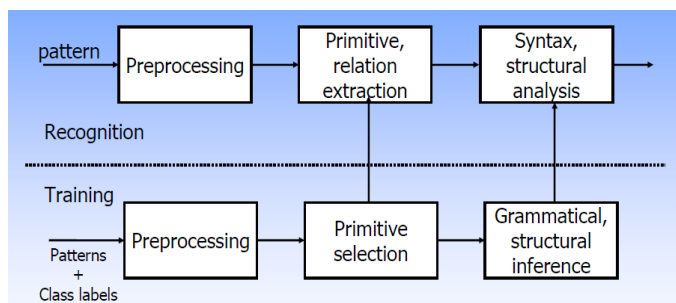 pattern
Preprocessing
Primitive,
relation
extraction
Syntax,
structural
analysis
Recognition
Training
Patterns
+
Class labels
Preprocessing
Primitive
selection
Grammatical,
structural
inference